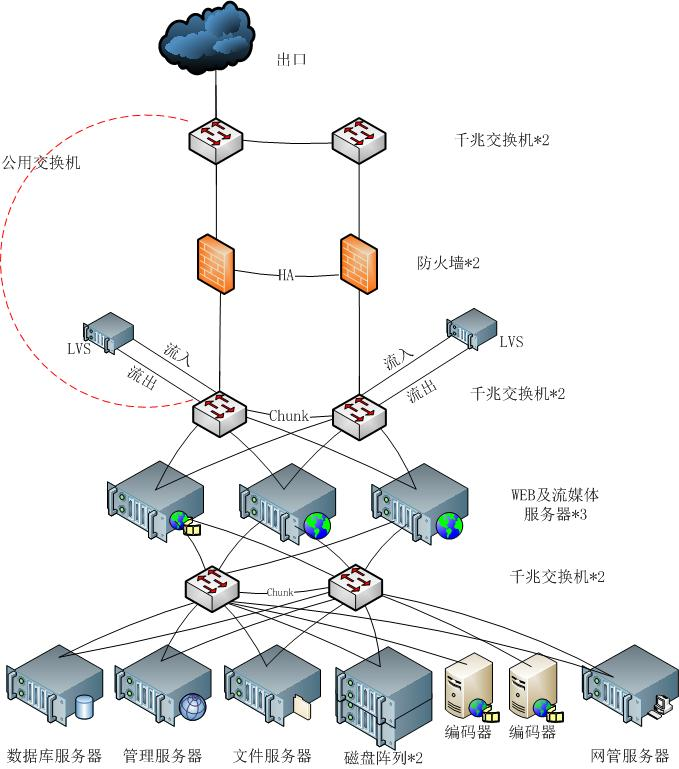 出口
千兆交换机*2
公用交换机
HA
防火墙*2
LVS
流入
流出
流入
流出
LVS
千兆交换机*2
Chunk
WEB及流媒体
服务器*3
千兆交换机*2
Chunk
数据库服务器
管理服务器
文件服务器
磁盘阵列*2
编码器
编码器
网管服务器